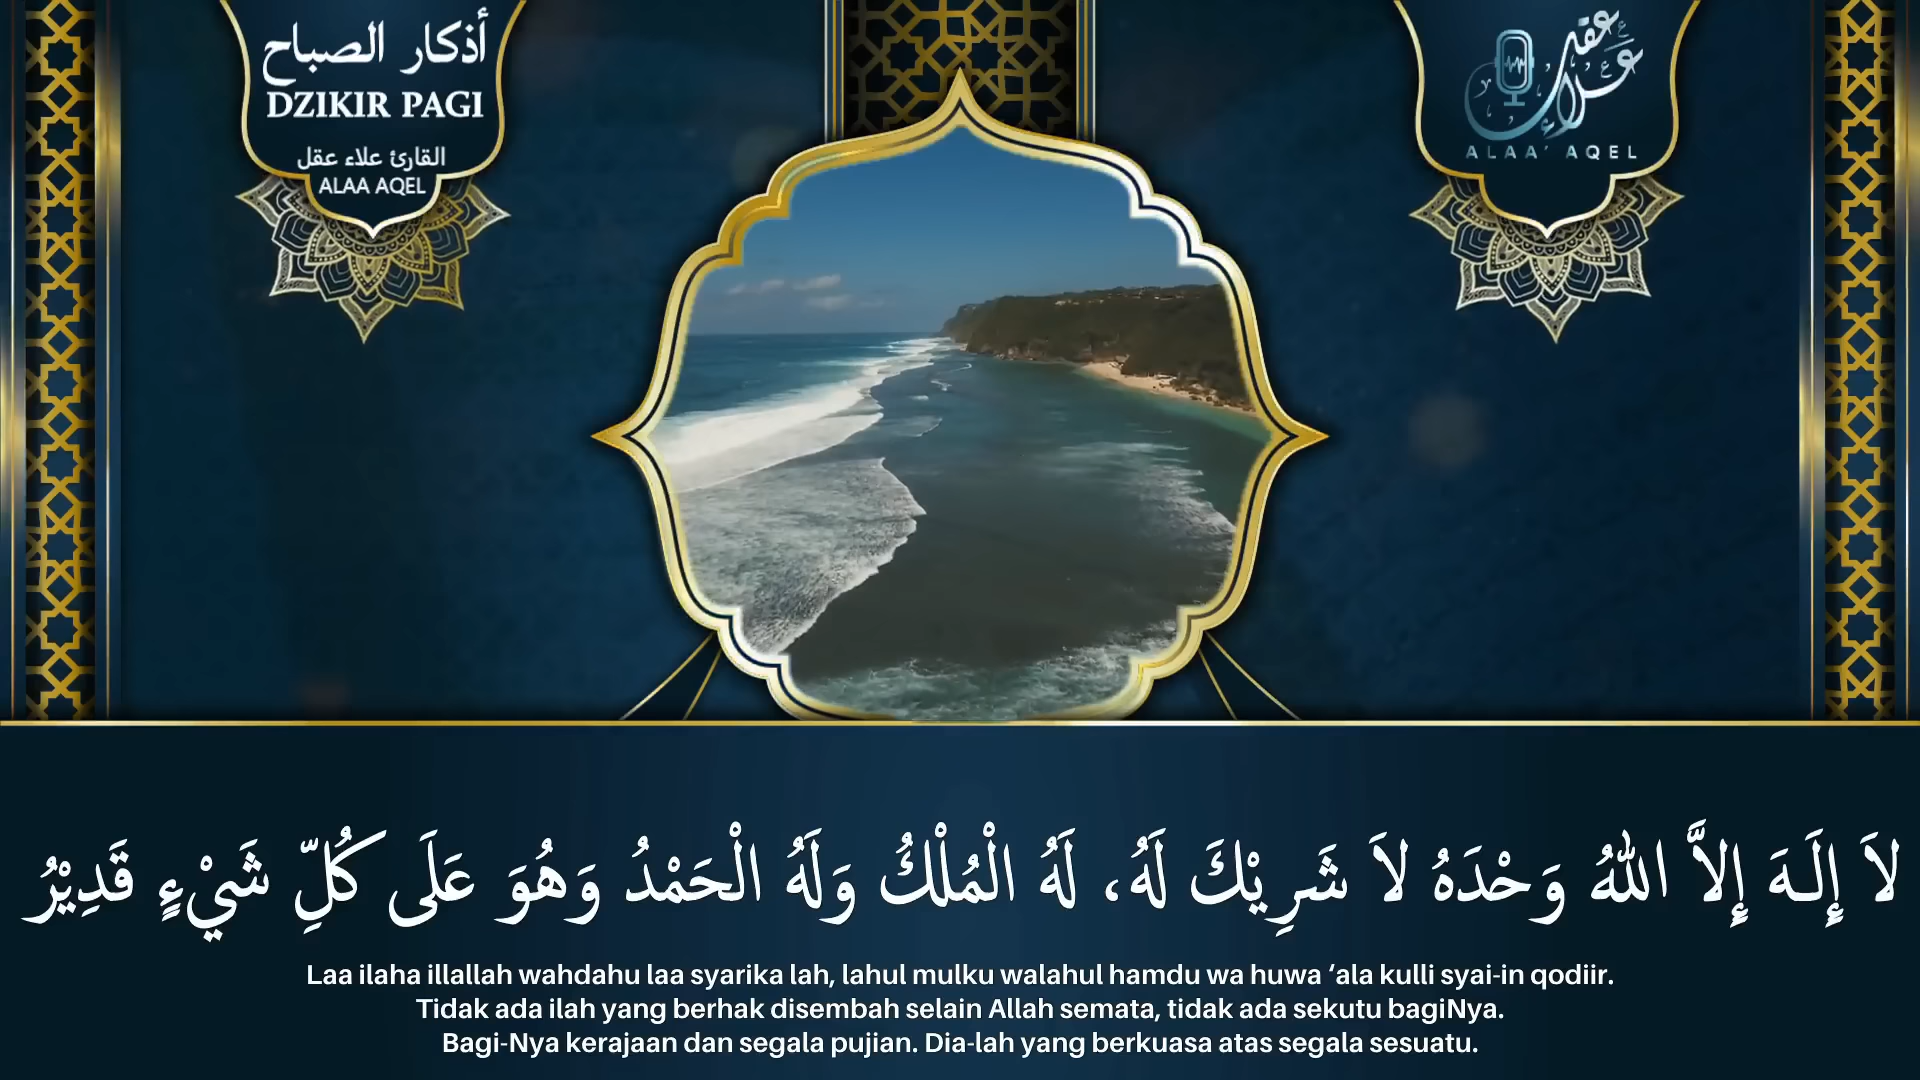 أذكار الصباح
DZIKIR PAGI
القارئ علاء عقل
ALAA AQEL
علاء عقل
ALAA' AQEL
لاَ إِلَـهَ إِلاَّ اللهُ وَحْدَهُ لاَ شَرِيْكَ لَهُ، لَهُ الْمُلْكُ وَلَهُ الْحَمْدُ وَهُوَ عَلَى كُلِّ شَيْءٍ قَدِيْرُ
Laa ilaha illallah wahdahu laa syarika lah, lahul mulku walahul hamdu wa huwa ‘ala kulli syai-in qodiir.
Tidak ada ilah yang berhak disembah selain Allah semata, tidak ada sekutu bagiNya.
Bagi-Nya kerajaan dan segala pujian. Dia-lah yang berkuasa atas segala sesuatu.